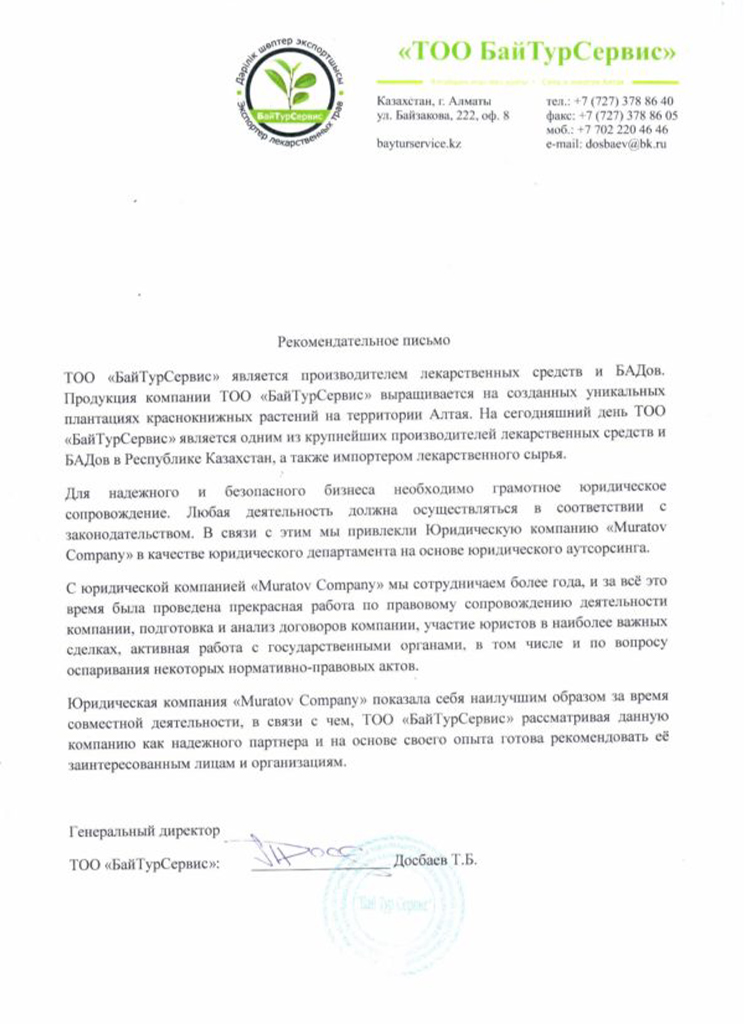 Дәрілік шөптер экспортшысы
БайТурСервис
Экспортер лекарственных трав
«ТОО БайТурСервис»
Казахстан, г. Алматы
ул. Байзакова, 222, оф. 8
bayturservice.kz
тел.: +7 (727) 378 86 40
факс: +7 (727) 378 86 05
моб.: +7 702 220 46 46
e-mail: dosbaev@bk.ru
Рекомендательное письмо
ТОО «БайТурСервис» является производителем лекарственных средств и БАДов.
Продукция компании ТОО «БайТурСервис» выращивается на созданных уникальных
плантациях краснокнижных растений на территории Алтая. На сегодняшний день ТОО
«БайТурСервис» является одним из крупнейших производителей лекарственных средств и
БАДов в Республике Казахстан, а также импортером лекарственного сырья.
Для надежного и безопасного бизнеса необходимо грамотное юридическое
сопровождение. Любая деятельность должна осуществляться в соответствии с
законодательством. В связи с этим мы привлекли Юридическую компанию «Muratov
Company» в качестве юридического департамента на основе юридического аутсорсинга.
С юридической компанией «Muratov Company» мы сотрудничаем более года, и за всё это
время была проведена прекрасная работа по правовому сопровождению деятельности
компании, подготовка и анализ договоров компании, участие юристов в наиболее важных
сделках, активная работа с государственными органами, в том числе и по вопросу
оспаривания некоторых нормативно-правовых актов.
Юридическая компания «Muratov Company» показала себя наилучшим образом за время
совместной деятельности, в связи с чем, ТОО «БайТурСервис» рассматривая данную
компанию как надежного партнера и на основе своего опыта готова рекомендовать её
заинтересованным лицам и организациям.
Генеральный директор
ТОО «БайТурСервис»: Досбаев Т.Б.
"Бай Тур Сервис"